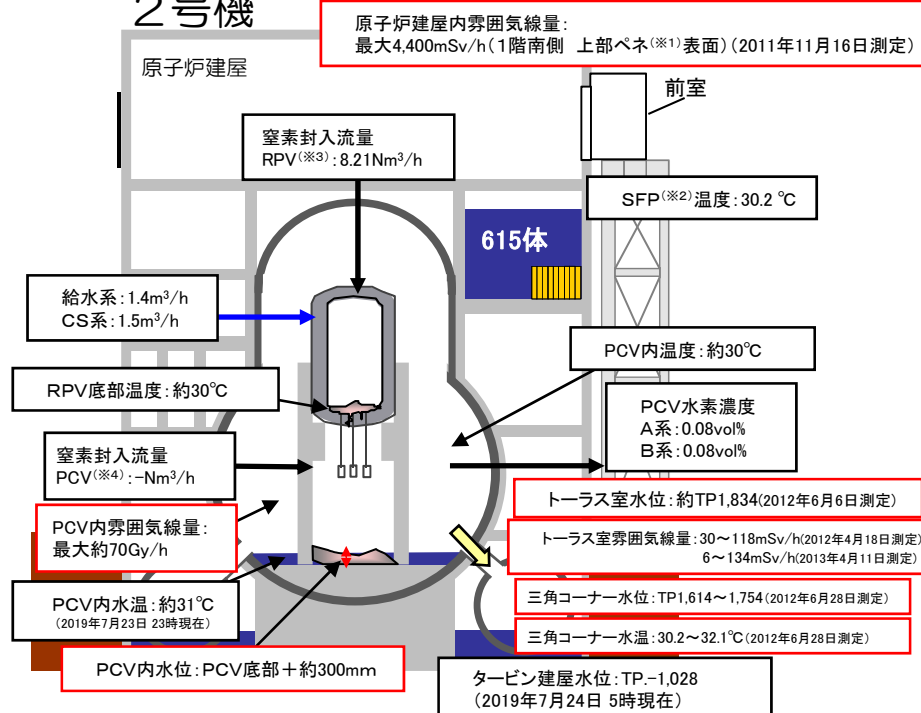 2号機
原子炉建屋内雰囲気線量:
最大4,400mSv/h(1階南側 上部ペネ(※1)表面)(2011年11月16日測定)
原子炉建屋
前室
窒素封入流量
RPV(※3):8.21Nm³/h
SFP(※2)温度:30.2 ℃
615体
給水系:1.4m³/h
CS系:1.5m³/h
PCV内温度:約30℃
RPV底部温度:約30℃
PCV水素濃度
A系:0.08vol%
B系:0.08vol%
窒素封入流量
PCV(※4):-Nm³/h
トーラス室水位:約TP1,834(2012年6月6日測定)
PCV内雰囲気線量:
最大約70Gy/h
トーラス室雰囲気線量:30~118mSv/h(2012年4月18日測定)
6~134mSv/h(2013年4月11日測定)
PCV内水温:約31℃
(2019年7月23日 23時現在)
三角コーナー水位:TP1,614~1,754(2012年6月28日測定)
三角コーナー水温:30.2~32.1℃(2012年6月28日測定)
PCV内水位:PCV底部+約300mm
タービン建屋水位:TP.-1,028
(2019年7月24日 5時現在)